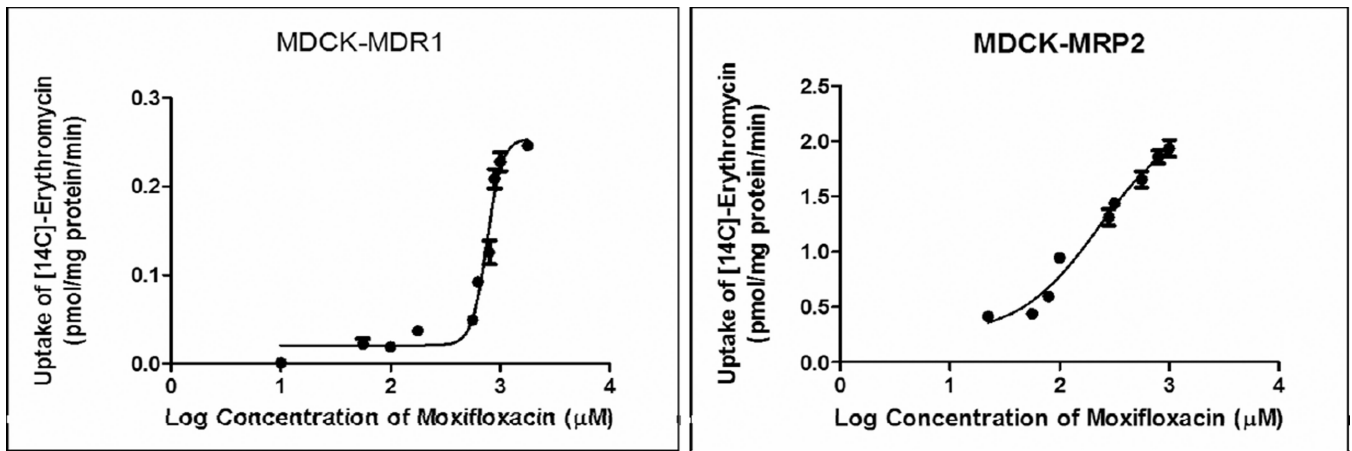 MDCK-MDR1
Uptake of [14C]-Erythromycin
(pmol/mg protein/min)
0.3
0.2
0.1
0.0
0 1 2 3 4
Log Concentration of Moxifloxacin (μM)
MDCK-MRP2
Uptake of [14C]-Erythromycin
(pmol/mg protein/min)
2.5
2.0
1.5
1.0
0.5
0.0
0 1 2 3 4
Log Concentration of Moxifloxacin (μM)